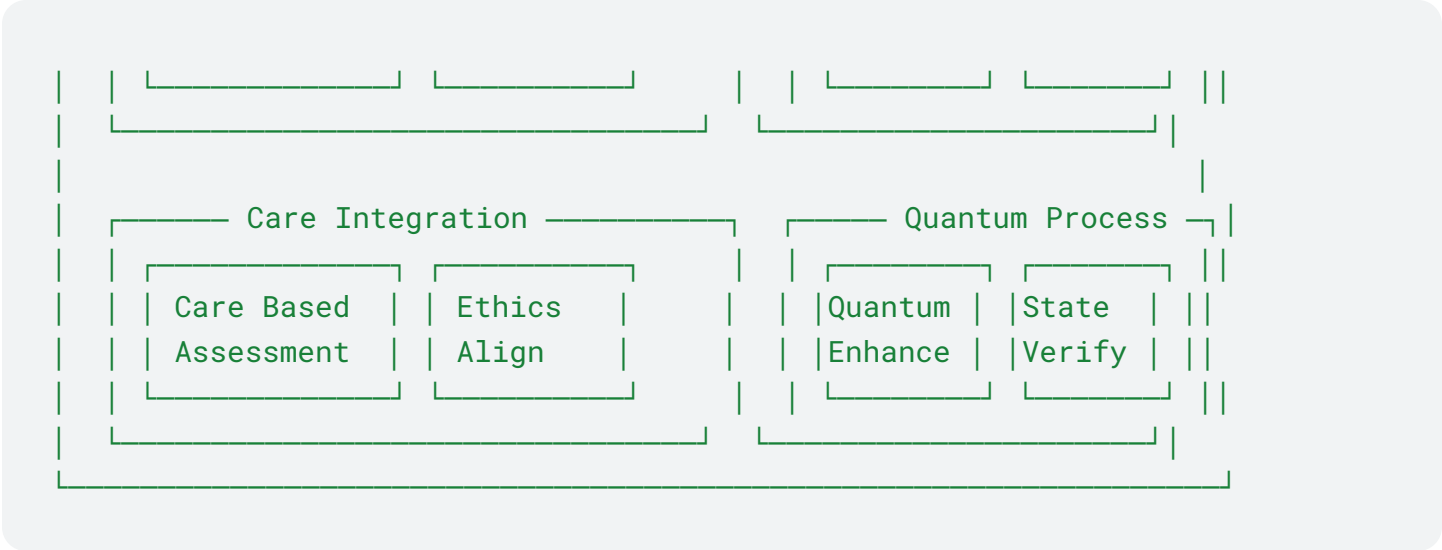 Care Integration Quantum Process
Care Based Ethics Quantum State
Assessment Align Enhance Verify